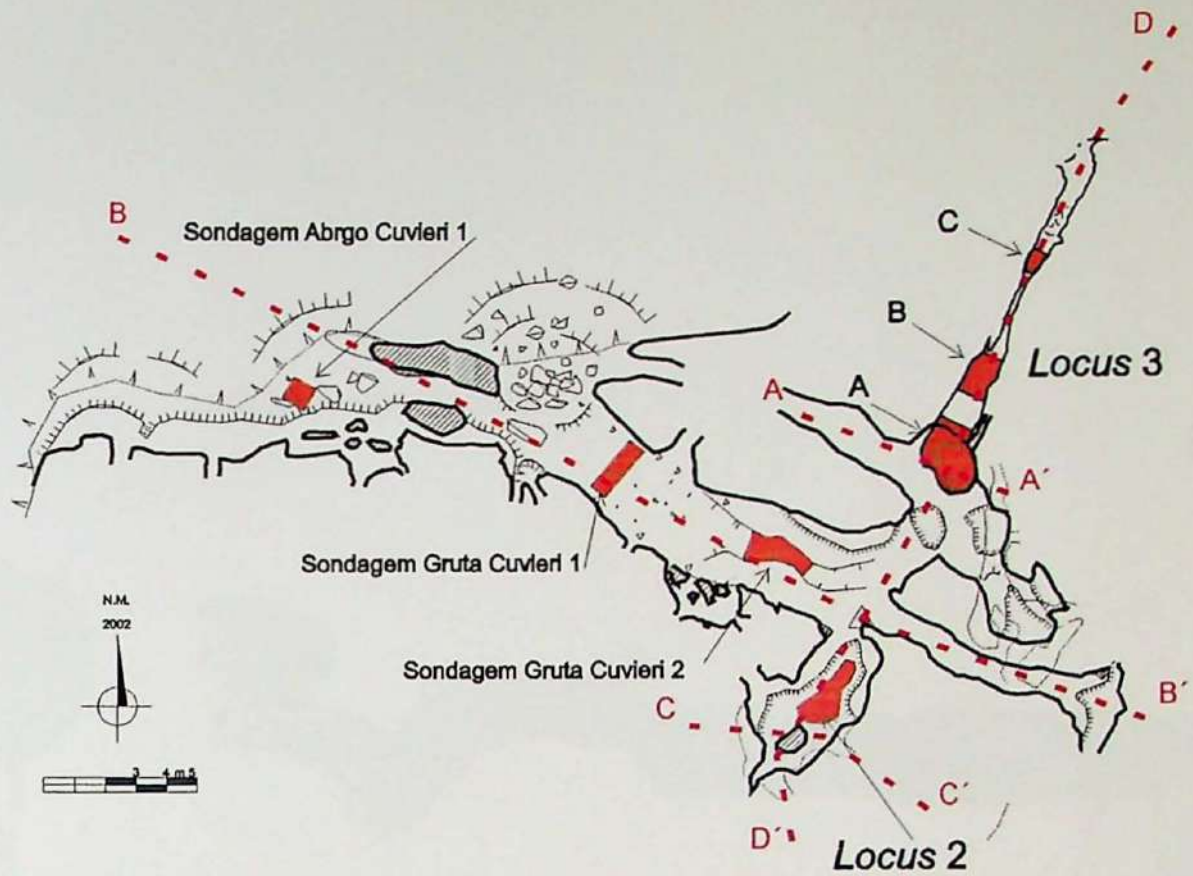 D
B
Sondagem Abrgo Cuvieri 1
C
B
Locus 3
A
A
A´
Sondagem Gruta Cuvieri 1
N.M.
2002
Sondagem Gruta Cuvieri 2
C
B´
3 4 m 5
C´
D´
Locus 2